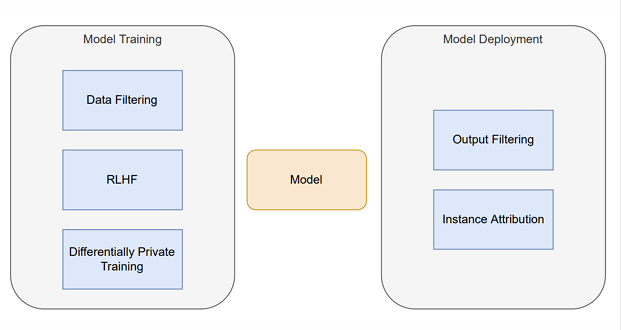 Model Training
Data Filtering
RLHF
Differentially Private
Training
Model
Model Deployment
Output Filtering
Instance Attribution